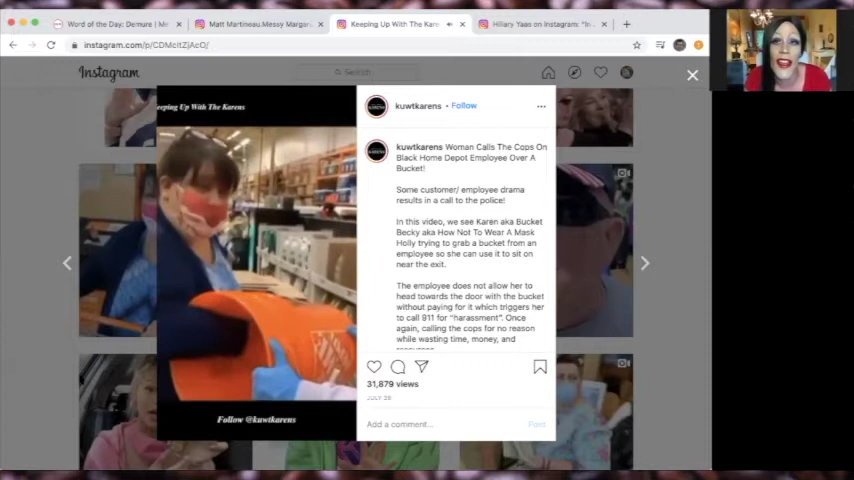 Word of the Day: Demure | Me
Matt Martineau.Messy Margar
Keeping Up With The Kare
Hillary Yaas on Instagram: "In
instagram.com/p/CDMcItZjAcO/
Instagram
Search
eeping Up With The Karens
kuwtkarens • Follow
kuwtkarens Woman Calls The Cops On
Black Home Depot Employee Over A
Bucket!
Some customer/ employee drama
results in a call to the police!
In this video, we see Karen aka Bucket
Becky aka How Not To Wear A Mask
Holly trying to grab a bucket from an
employee so she can use it to sit on
near the exit.
The employee does not allow her to
head towards the door with the bucket
without paying for it which triggers her
to call 911 for "harassment". Once
again, calling the cops for no reason
while wasting time, money, and
31,879 views
Add a comment...
Post
Follow @kuwtkarens